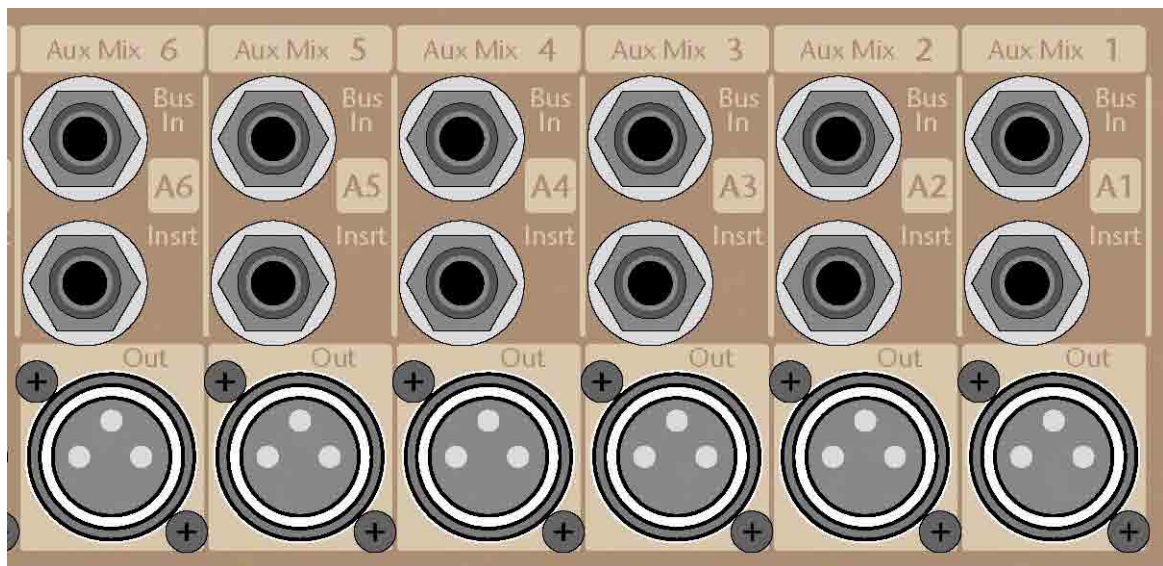 Aux Mix 6 Aux Mix 5 Aux Mix 4 Aux Mix 3 Aux Mix 2 Aux Mix 1
Bus Bus Bus Bus Bus Bus
In In In In In In
A6 A5 A4 A3 A2 A1
Insrt Insrt Insrt Insrt Insrt Insrt
Out Out Out Out Out Out